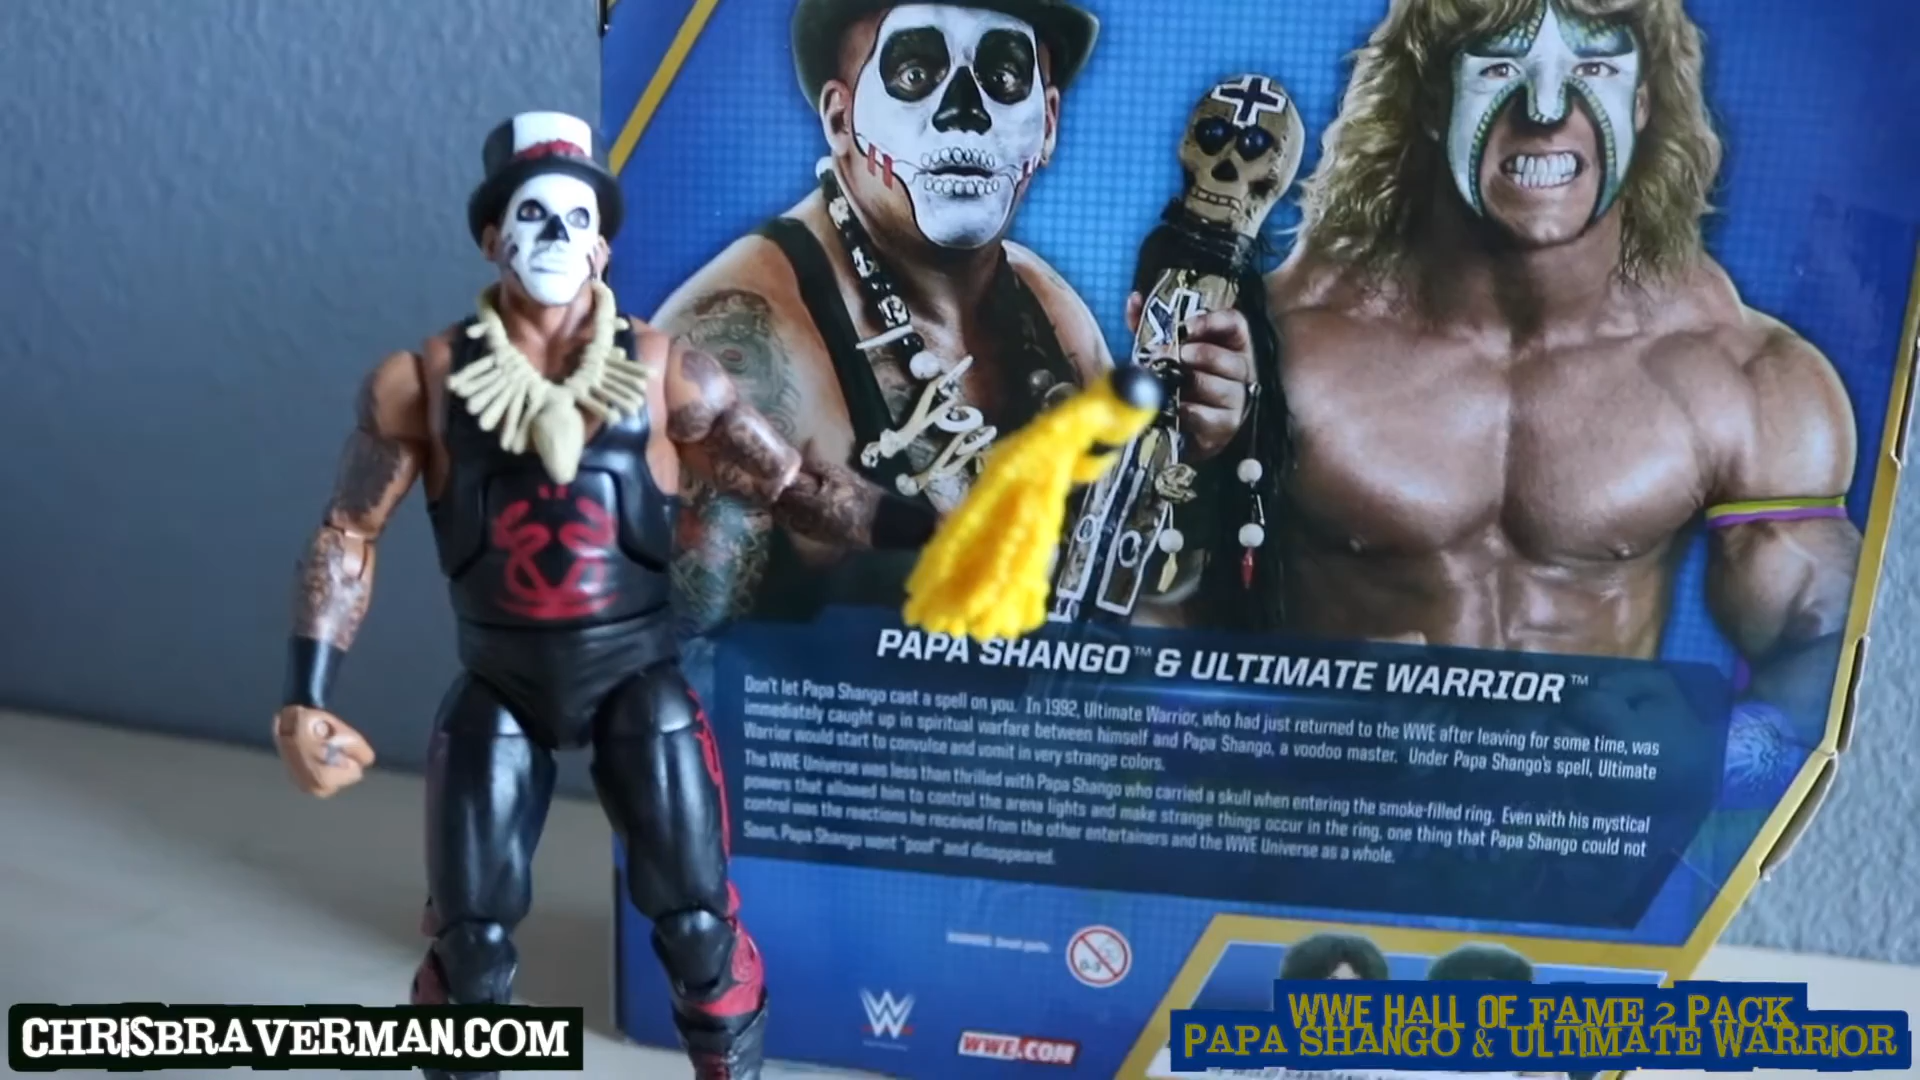 PAPA SHANGO™ & ULTIMATE WARRIOR™
Don't let Papa Shango cast a spell on you. In 1992, Ultimate Warrior, who had just returned to the WWE after leaving for some time, was
immediately caught up in spiritual warfare between himself and Papa Shango, a voodoo master. Under Papa Shango's spell, Ultimate
Warrior would start to convulse and vomit in very strange colors.
The WWE Universe was less than thrilled with Papa Shango who carried a skull when entering the smoke-filled ring. Even with his mystical
powers that allowed him to control the arena lights and make strange things occur in the ring, one thing that Papa Shango could not
control was the reactions he received from the other entertainers and the WWE Universe as a whole.
Soon, Papa Shango went "poof" and disappeared.
WARNING: Small parts.
0-3
W
WWE.COM
CHRISBRAVERMAN.COM
WWE HALL OF FAME 2 PACK
PAPA SHANGO & ULTIMATE WARRIOR